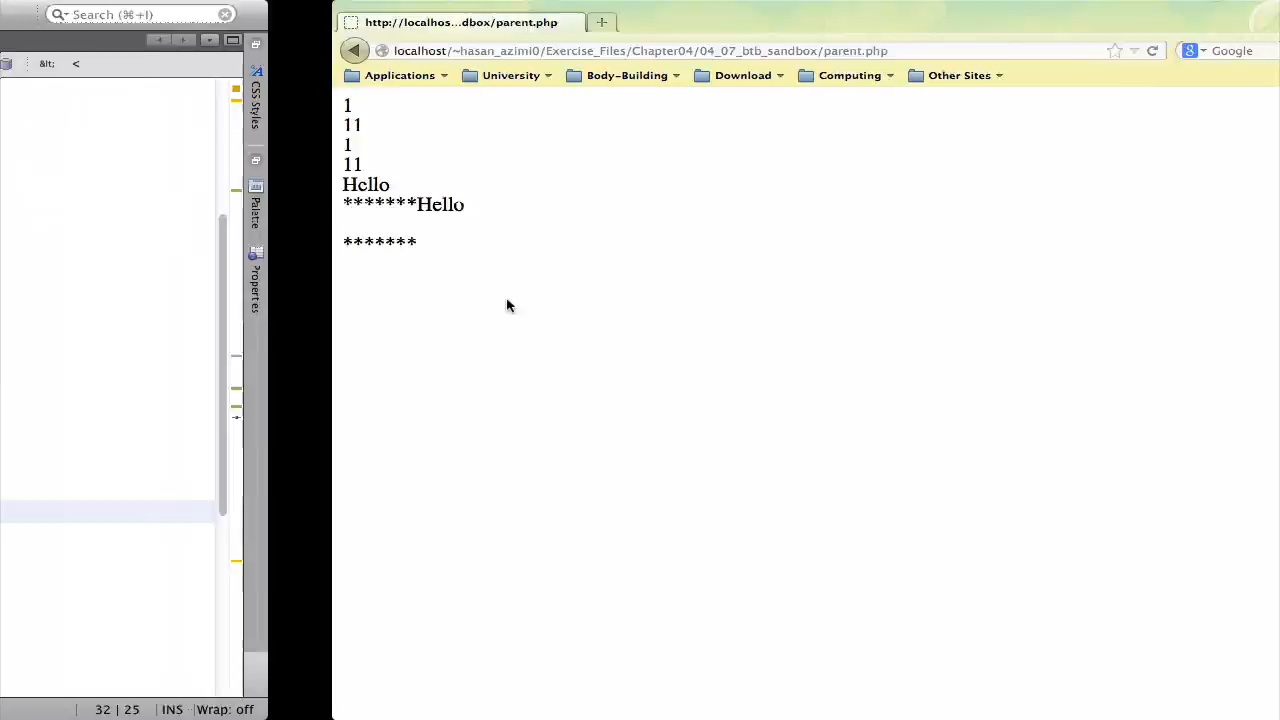 Search (⌘+I)
&lt; <
CSS Styles
Palette
Properties
32 | 25 INS Wrap: off
http://localhos...dbox/parent.php
localhost/~hasan_azimi0/Exercise_Files/Chapter04/04_07_btb_sandbox/parent.php
Google
Applications University Body-Building Download Computing Other Sites
1
11
1
11
Hello
*******Hello
*******